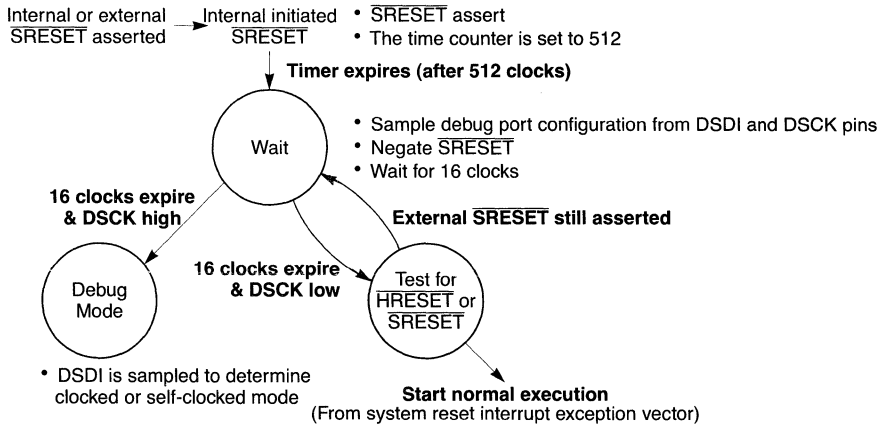 Internal or external
SRESET asserted
Internal initiated
SRESET
• SRESET assert
• The time counter is set to 512
Timer expires (after 512 clocks)
Wait
• Sample debug port configuration from DSDI and DSCK pins
• Negate SRESET
• Wait for 16 clocks
16 clocks expire
& DSCK high
External SRESET still asserted
16 clocks expire
& DSCK low
Debug
Mode
Test for
HRESET or
SRESET
• DSDI is sampled to determine
clocked or self-clocked mode
Start normal execution
(From system reset interrupt exception vector)